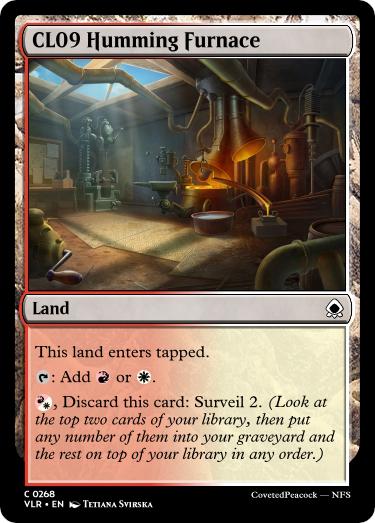 CL09 Humming Furnace
Land
This land enters tapped.
: Add or .
, Discard this card: Surveil 2. (Look at
the top two cards of your library, then put
any number of them into your graveyard and
the rest on top of your library in any order.)
C 0268
VLR • EN Tetiana Svirska
CovetedPeacock — NFS